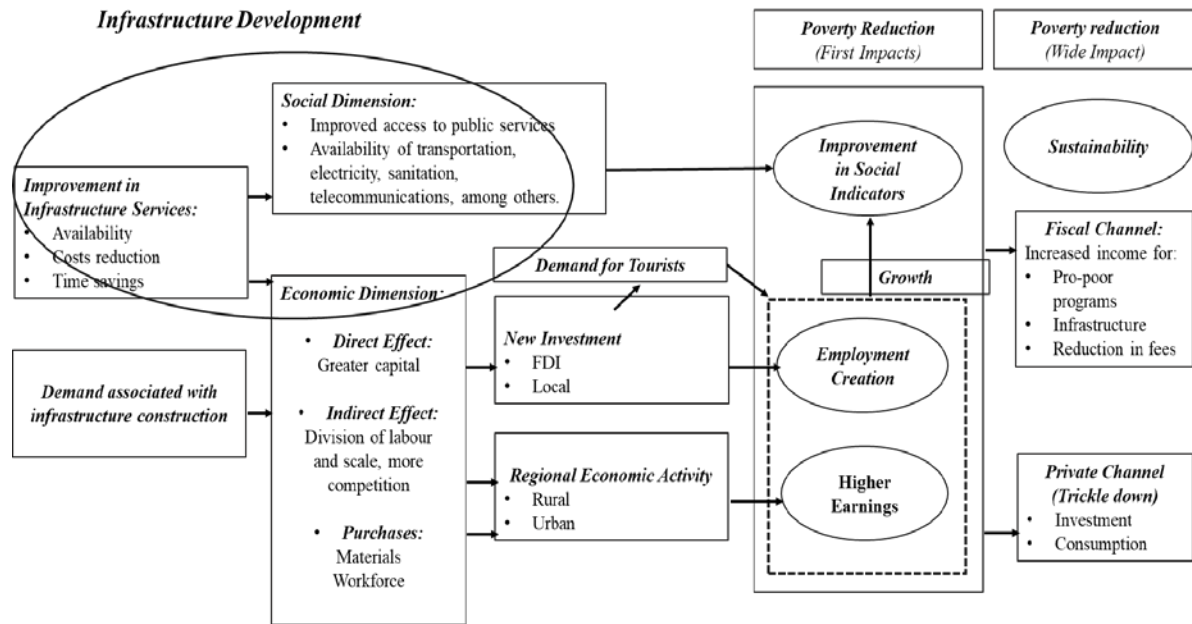 Infrastructure Development
Poverty Reduction
(First Impacts)
Poverty reduction
(Wide Impact)
Social Dimension:
• Improved access to public services
• Availability of transportation,
electricity, sanitation,
telecommunications, among others.
Improvement in
Infrastructure Services:
• Availability
• Costs reduction
• Time savings
Improvement
in Social
Indicators
Sustainability
Demand for Tourists
Growth
Fiscal Channel:
Increased income for:
• Pro-poor
programs
• Infrastructure
• Reduction in fees
Economic Dimension:
• Direct Effect:
Greater capital
• Indirect Effect:
Division of labour
and scale, more
competition
• Purchases:
Materials
Workforce
New Investment
• FDI
• Local
Employment
Creation
Demand associated with
infrastructure construction
Regional Economic Activity
• Rural
• Urban
Higher
Earnings
Private Channel
(Trickle down)
• Investment
• Consumption